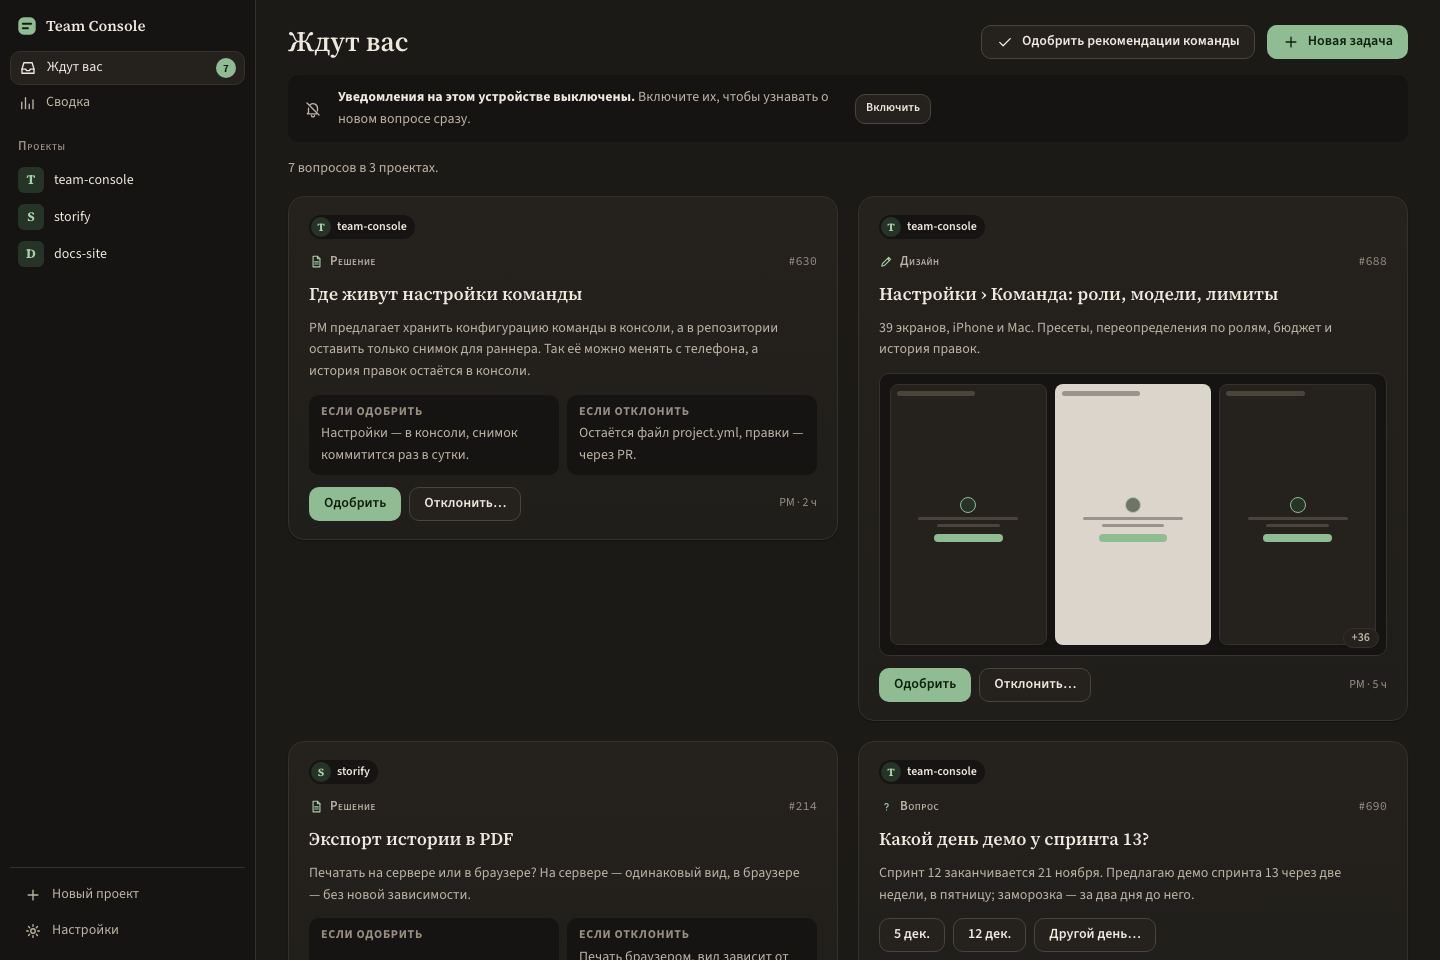 Team Console
Ждут вас
7
Сводка
Проекты
T team-console
S storify
D docs-site
Новый проект
Настройки
Ждут вас
Одобрить рекомендации команды
Новая задача
Уведомления на этом устройстве выключены. Включите их, чтобы узнавать о
новом вопросе сразу.
Включить
7 вопросов в 3 проектах.
T team-console
Решение
#630
Где живут настройки команды
PM предлагает хранить конфигурацию команды в консоли, а в репозитории
оставить только снимок для раннера. Так её можно менять с телефона, а
история правок остаётся в консоли.
ЕСЛИ ОДОБРИТЬ
Настройки — в консоли, снимок
коммитится раз в сутки.
ЕСЛИ ОТКЛОНИТЬ
Остаётся файл project.yml, правки —
через PR.
Одобрить
Отклонить…
PM · 2 ч
T team-console
Дизайн
#688
Настройки › Команда: роли, модели, лимиты
39 экранов, iPhone и Mac. Пресеты, переопределения по ролям, бюджет и
история правок.
+36
Одобрить
Отклонить…
PM · 5 ч
S storify
Решение
#214
Экспорт истории в PDF
Печатать на сервере или в браузере? На сервере — одинаковый вид, в браузере
— без новой зависимости.
ЕСЛИ ОДОБРИТЬ
ЕСЛИ ОТКЛОНИТЬ
Печать браузером, вид зависит от
T team-console
? Вопрос
#690
Какой день демо у спринта 13?
Спринт 12 заканчивается 21 ноября. Предлагаю демо спринта 13 через две
недели, в пятницу; заморозка — за два дня до него.
5 дек.
12 дек.
Другой день…